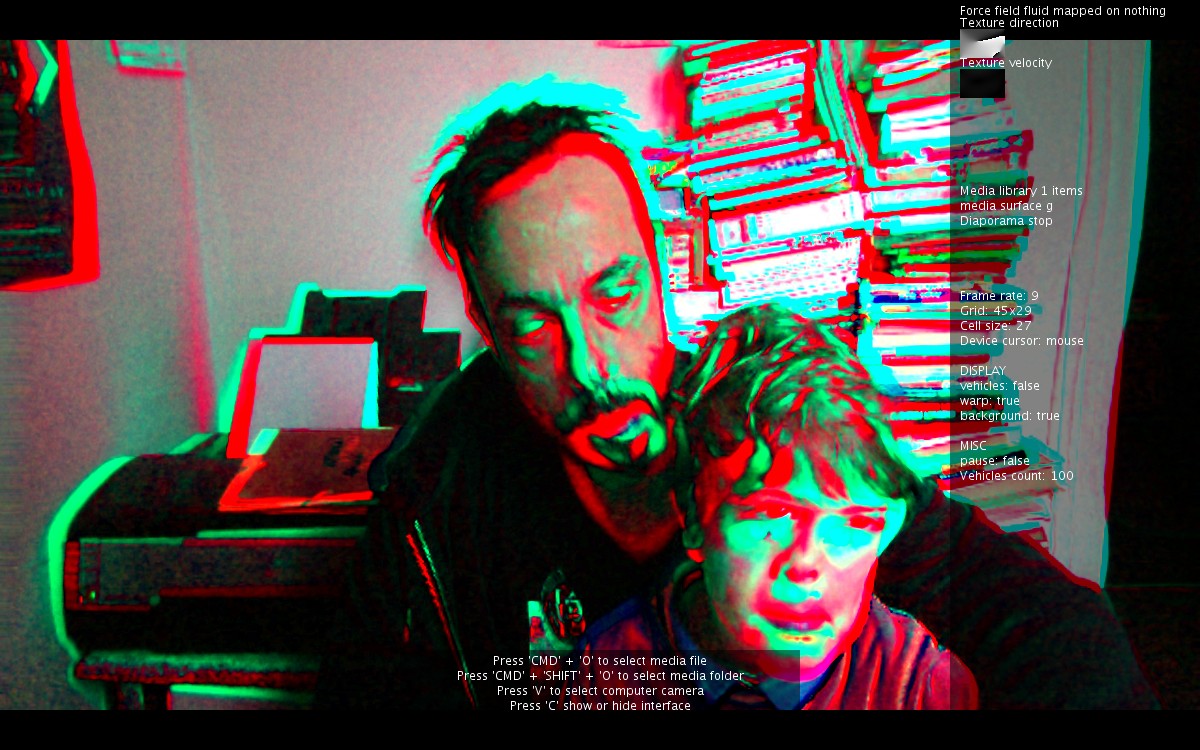 Force field fluid mapped on nothing
Texture direction
Texture velocity
Media library 1 items
media surface g
Diaporama stop
Frame rate: 9
Grid: 45x29
Cell size: 27
Device cursor: mouse
DISPLAY
vehicles: false
warp: true
background: true
MISC
pause: false
Vehicles count: 100
Press 'CMD' + 'O' to select media file
Press 'CMD' + 'SHIFT' + 'O' to select media folder
Press 'V' to select computer camera
Press 'C' show or hide interface